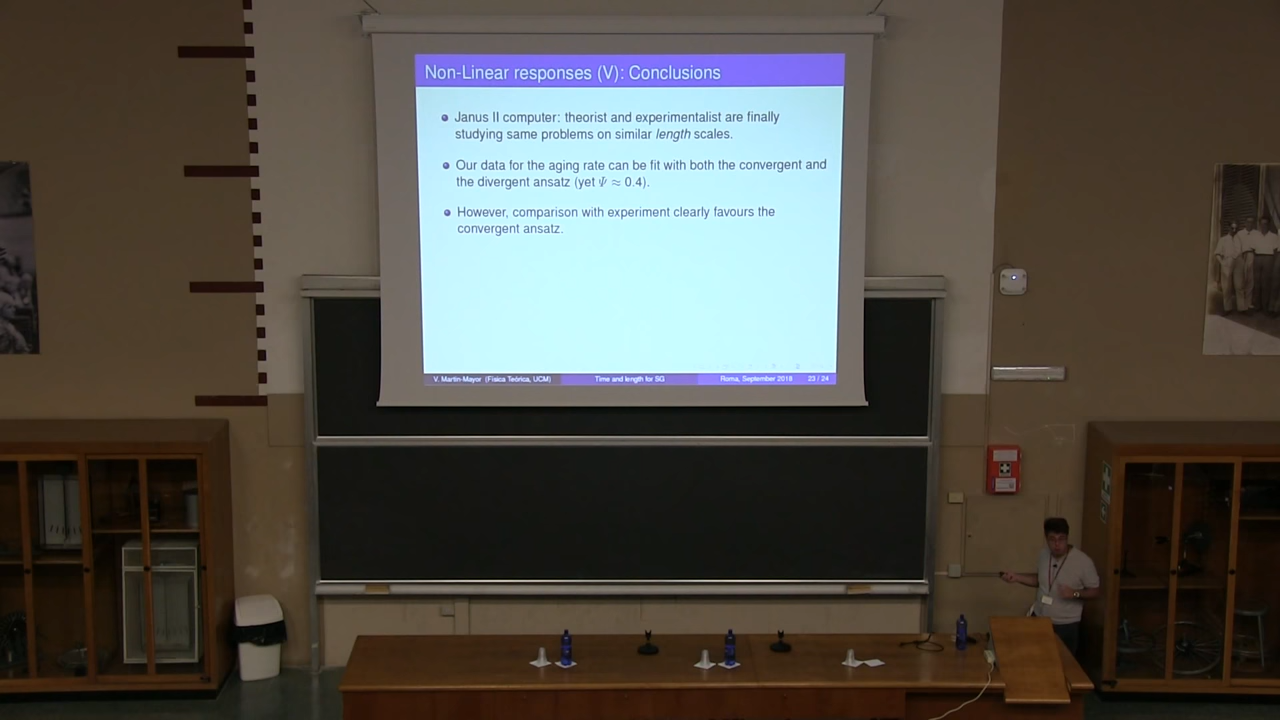 Non-Linear responses (V): Conclusions
Janus II computer: theorist and experimentalist are finally
studying same problems on similar length scales.
Our data for the aging rate can be fit with both the convergent and
the divergent ansatz (yet Ψ ≈ 0.4).
However, comparison with experiment clearly favours the
convergent ansatz.
V. Martin-Mayor (Física Teórica, UCM)
Time and length for SG
Roma, September 2018
23 / 24